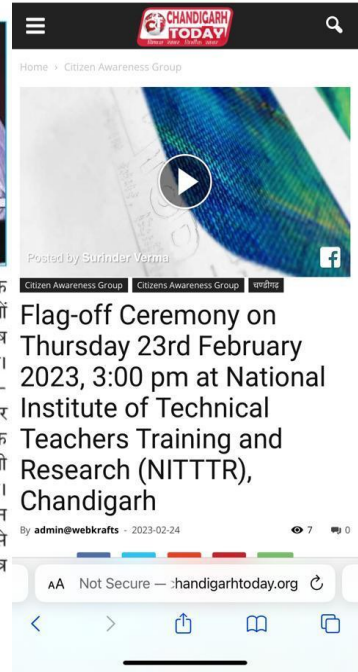 CHANDIGARH
TODAY
Home › Citizen Awareness Group
Posted by Surinder Verma
Citizen Awareness Group
Citizens Awareness Group
चण्डीगढ़
Flag-off Ceremony on
Thursday 23rd February
2023, 3:00 pm at National
Institute of Technical
Teachers Training and
Research (NITTTR),
Chandigarh
By admin@webkrafts - 2023-02-24
7
0
AA Not Secure — :handigarhtoday.org